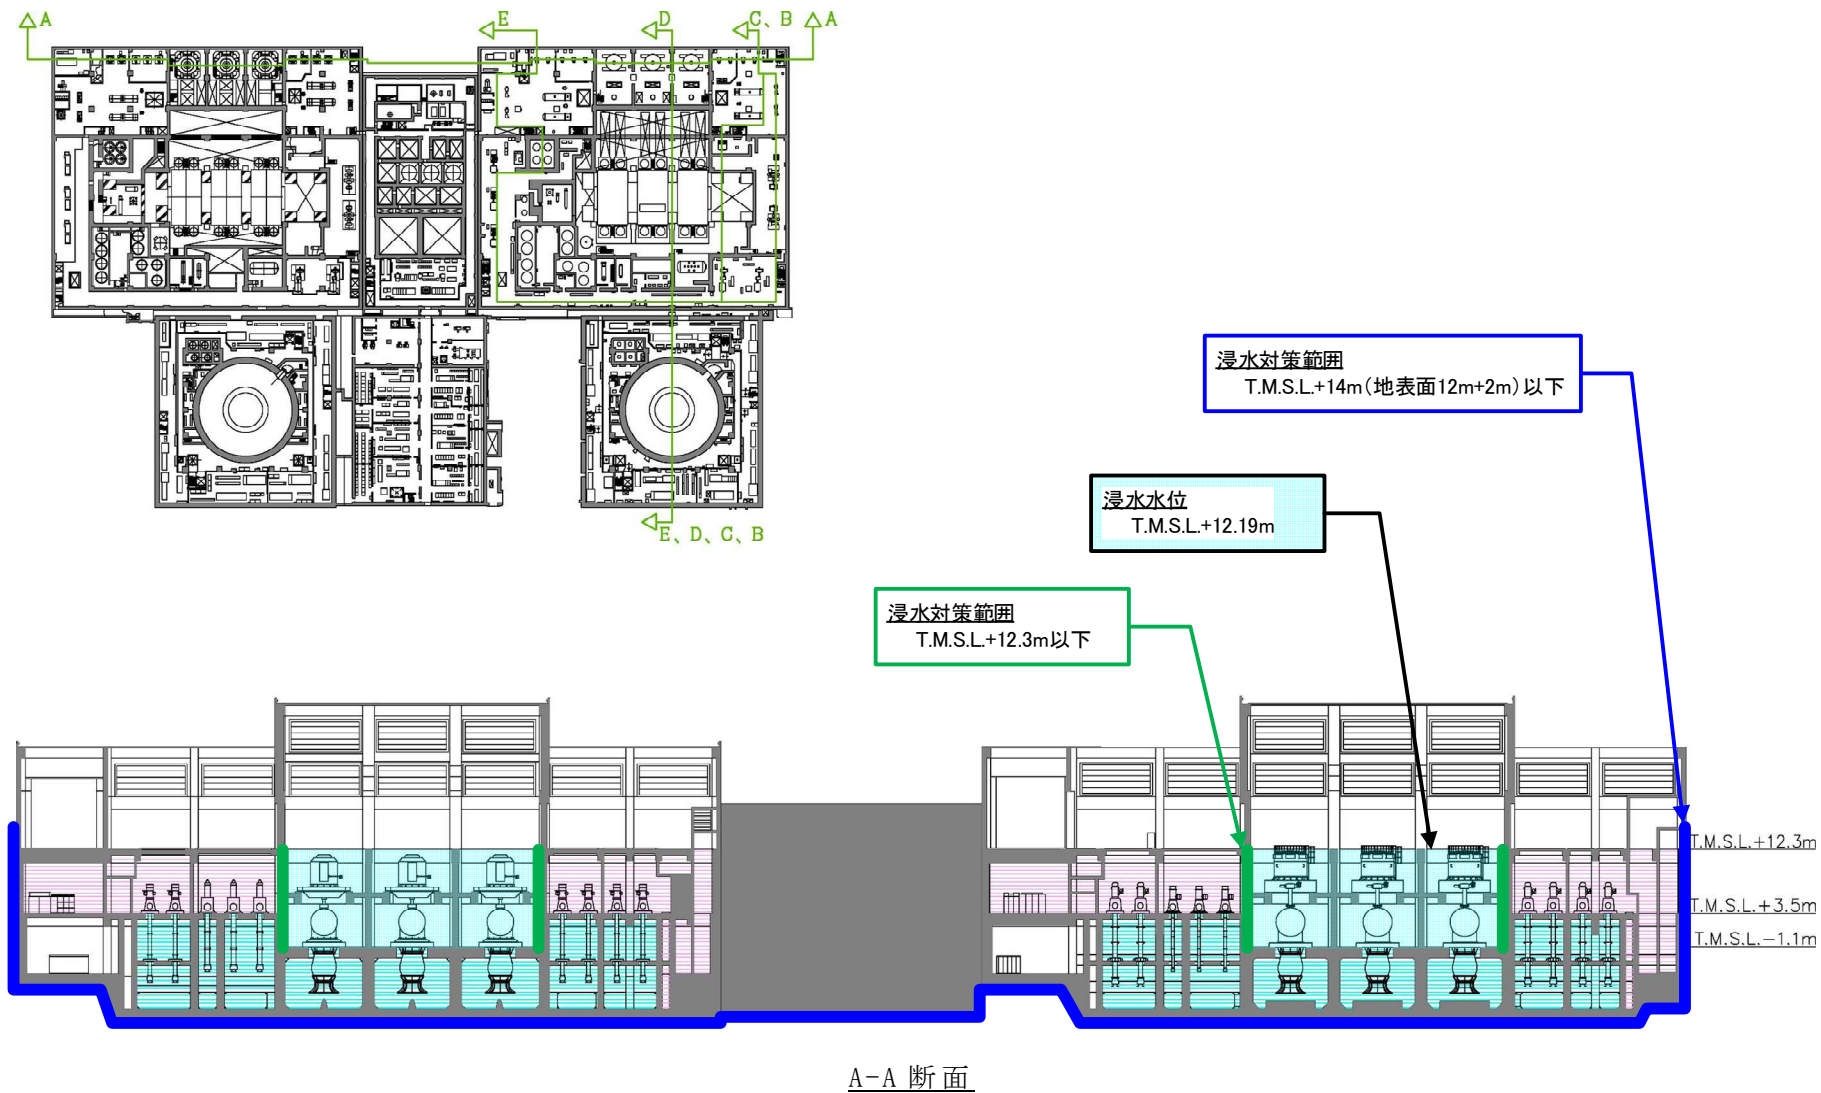 A
E
D
C、B
A
E、D、C、B
浸水対策範囲
T.M.S.L.+14m(地表面12m+2m)以下
浸水水位
T.M.S.L.+12.19m
浸水対策範囲
T.M.S.L.+12.3m以下
T.M.S.L.+12.3m
T.M.S.L.+3.5m
T.M.S.L.−1.1m
A-A 断面